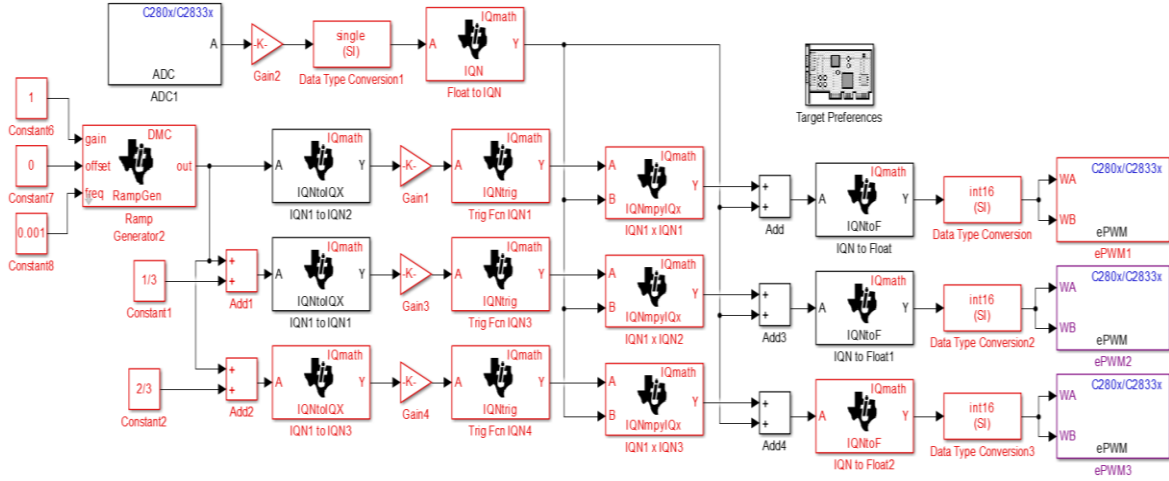 C280x/C2833x
A
ADC
ADC1
-K-
Gain2
single
(SI)
Data Type Conversion1
IQmath
A
Y
IQN
Float to IQN
Target Preferences
1
Constant6
0
Constant7
0.001
Constant8
DMC
gain
offset
freq
out
RampGen
Ramp
Generator2
IQmath
A
Y
IQNtoIQX
IQN1 to IQN2
-K-
Gain1
IQmath
A
Y
IQNtrig
Trig Fcn IQN1
IQmath
A
B
Y
IQNmpyIQx
IQN1 x IQN1
+
+
Add
A
Y
IQmath
IQNtoF
IQN to Float
int16
(SI)
Data Type Conversion
C280x/C2833x
WA
WB
ePWM
ePWM1
1/3
Constant1
+
+
Add1
IQmath
A
Y
IQNtoIQX
IQN1 to IQN1
-K-
Gain3
IQmath
A
Y
IQNtrig
Trig Fcn IQN3
IQmath
A
B
Y
IQNmpyIQx
IQN1 x IQN2
+
+
Add3
IQmath
A
Y
IQNtoF
IQN to Float1
int16
(SI)
Data Type Conversion2
C280x/C2833x
WA
WB
ePWM
ePWM2
2/3
Constant2
+
+
Add2
IQmath
A
Y
IQNtoIQX
IQN1 to IQN3
-K-
Gain4
IQmath
A
Y
IQNtrig
Trig Fcn IQN4
IQmath
A
B
Y
IQNmpyIQx
IQN1 x IQN3
+
+
Add4
IQmath
A
Y
IQNtoF
IQN to Float2
int16
(SI)
Data Type Conversion3
C280x/C2833x
WA
WB
ePWM
ePWM3